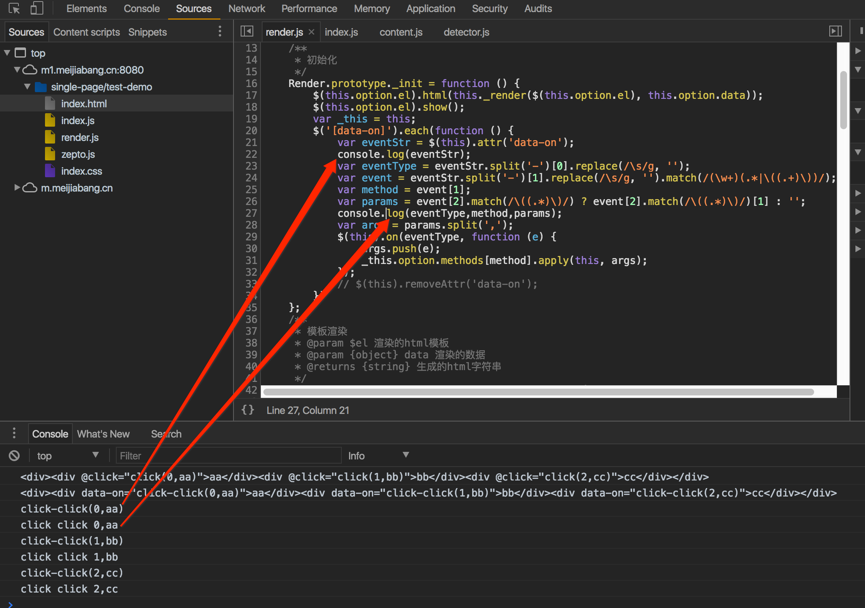 Elements Console Sources Network Performance Memory Application Security Audits
Sources Content scripts Snippets
render.js × index.js content.js detector.js
top
m1.meijiabang.cn:8080
single-page/test-demo
index.html
index.js
render.js
zepto.js
index.css
m.meijiabang.cn
13 /**
14 * 初始化
15 */
16 Render.prototype._init = function () {
17 $(this.option.el).html(this._render($(this.option.el), this.option.data));
18 $(this.option.el).show();
19 var _this = this;
20 $('[data-on]').each(function () {
21 var eventStr = $(this).attr('data-on');
22 console.log(eventStr);
23 var eventType = eventStr.split('-')[0].replace(/\s/g, '');
24 var event = eventStr.split('-')[1].replace(/\s/g, '').match(/(\w+)(.*|\((.+)\))/);
25 var method = event[1];
26 var params = event[2].match(/\((.*)\)/) ? event[2].match(/\((.*)\)/)[1] : '';
27 console.log(eventType,method,params);
28 var = params.split(',');
29 $(this).on(eventType, function (e) {
30 args.push(e);
31 _this.option.methods[method].apply(this, args);
32 });
33 // $(this).removeAttr('data-on');
34 }
35 };
36 /**
37 * 模板渲染
38 * @param $el 渲染的html模板
39 * @param {object} data 渲染的数据
40 * @returns {string} 生成的html字符串
41 */
42
{} Line 27, Column 21
Console What's New Search
top Filter Info
<div><div @click="click(0,aa)">aa</div><div @click="click(1,bb)">bb</div><div @click="click(2,cc)">cc</div></div>
<div><div data-on="click-click(0,aa)">aa</div><div data-on="click-click(1,bb)">bb</div><div data-on="click-click(2,cc)">cc</div></div>
click-click(0,aa)
click click 0,aa
click-click(1,bb)
click click 1,bb
click-click(2,cc)
click click 2,cc